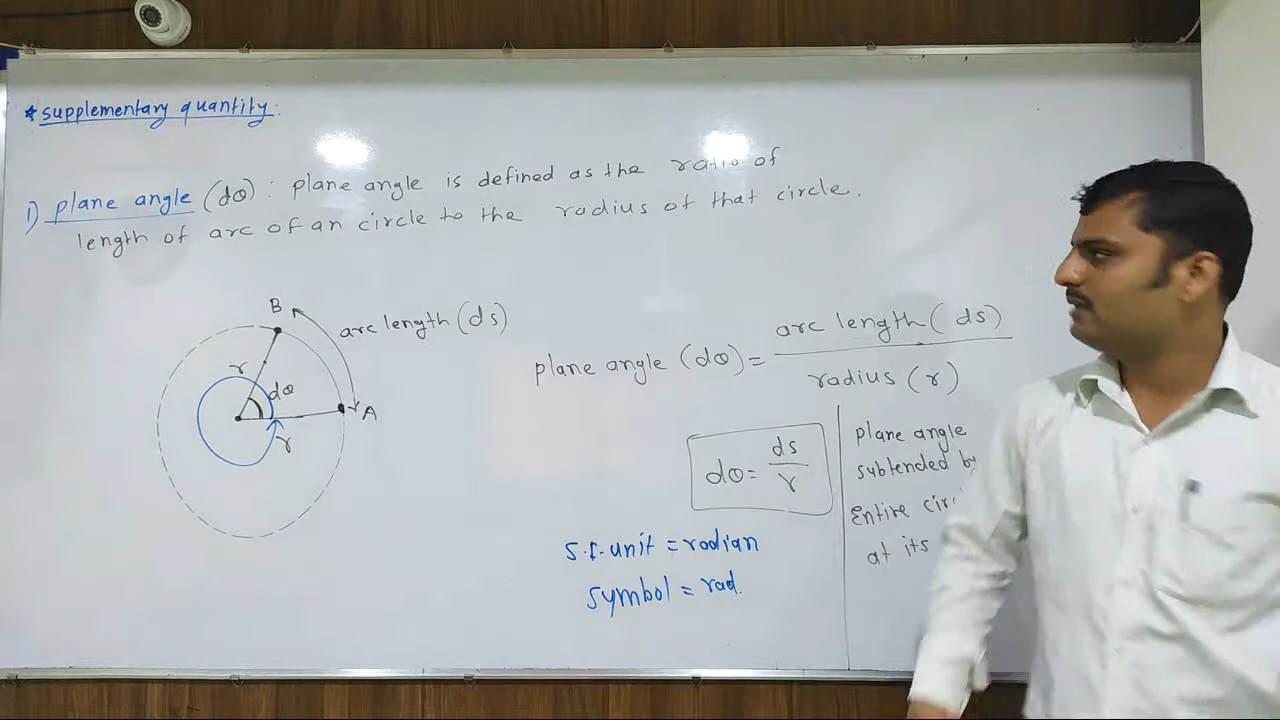 * supplementary quantity:
1) plane angle (dθ): plane angle is defined as the ratio of
length of arc of an circle to the radius of that circle.
B
arc length (ds)
r
dθ
A
r
plane angle (dθ) = arc length (ds) / radius (r)
dθ = ds / r
S.I. unit = radian
symbol = rad.
plane angle
subtended by
Entire cir
at its